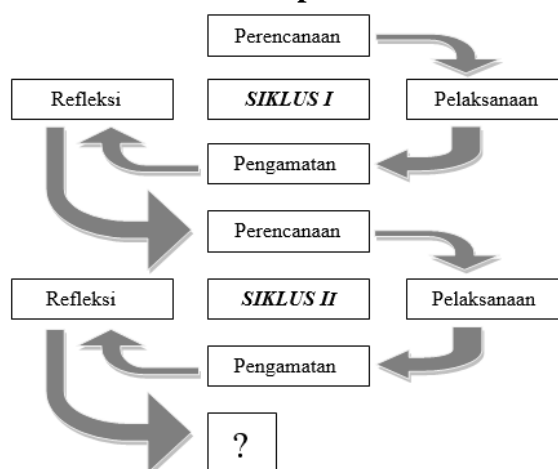 Perencanaan
Refleksi
SIKLUS I
Pelaksanaan
Pengamatan
Perencanaan
Refleksi
SIKLUS II
Pelaksanaan
Pengamatan
?